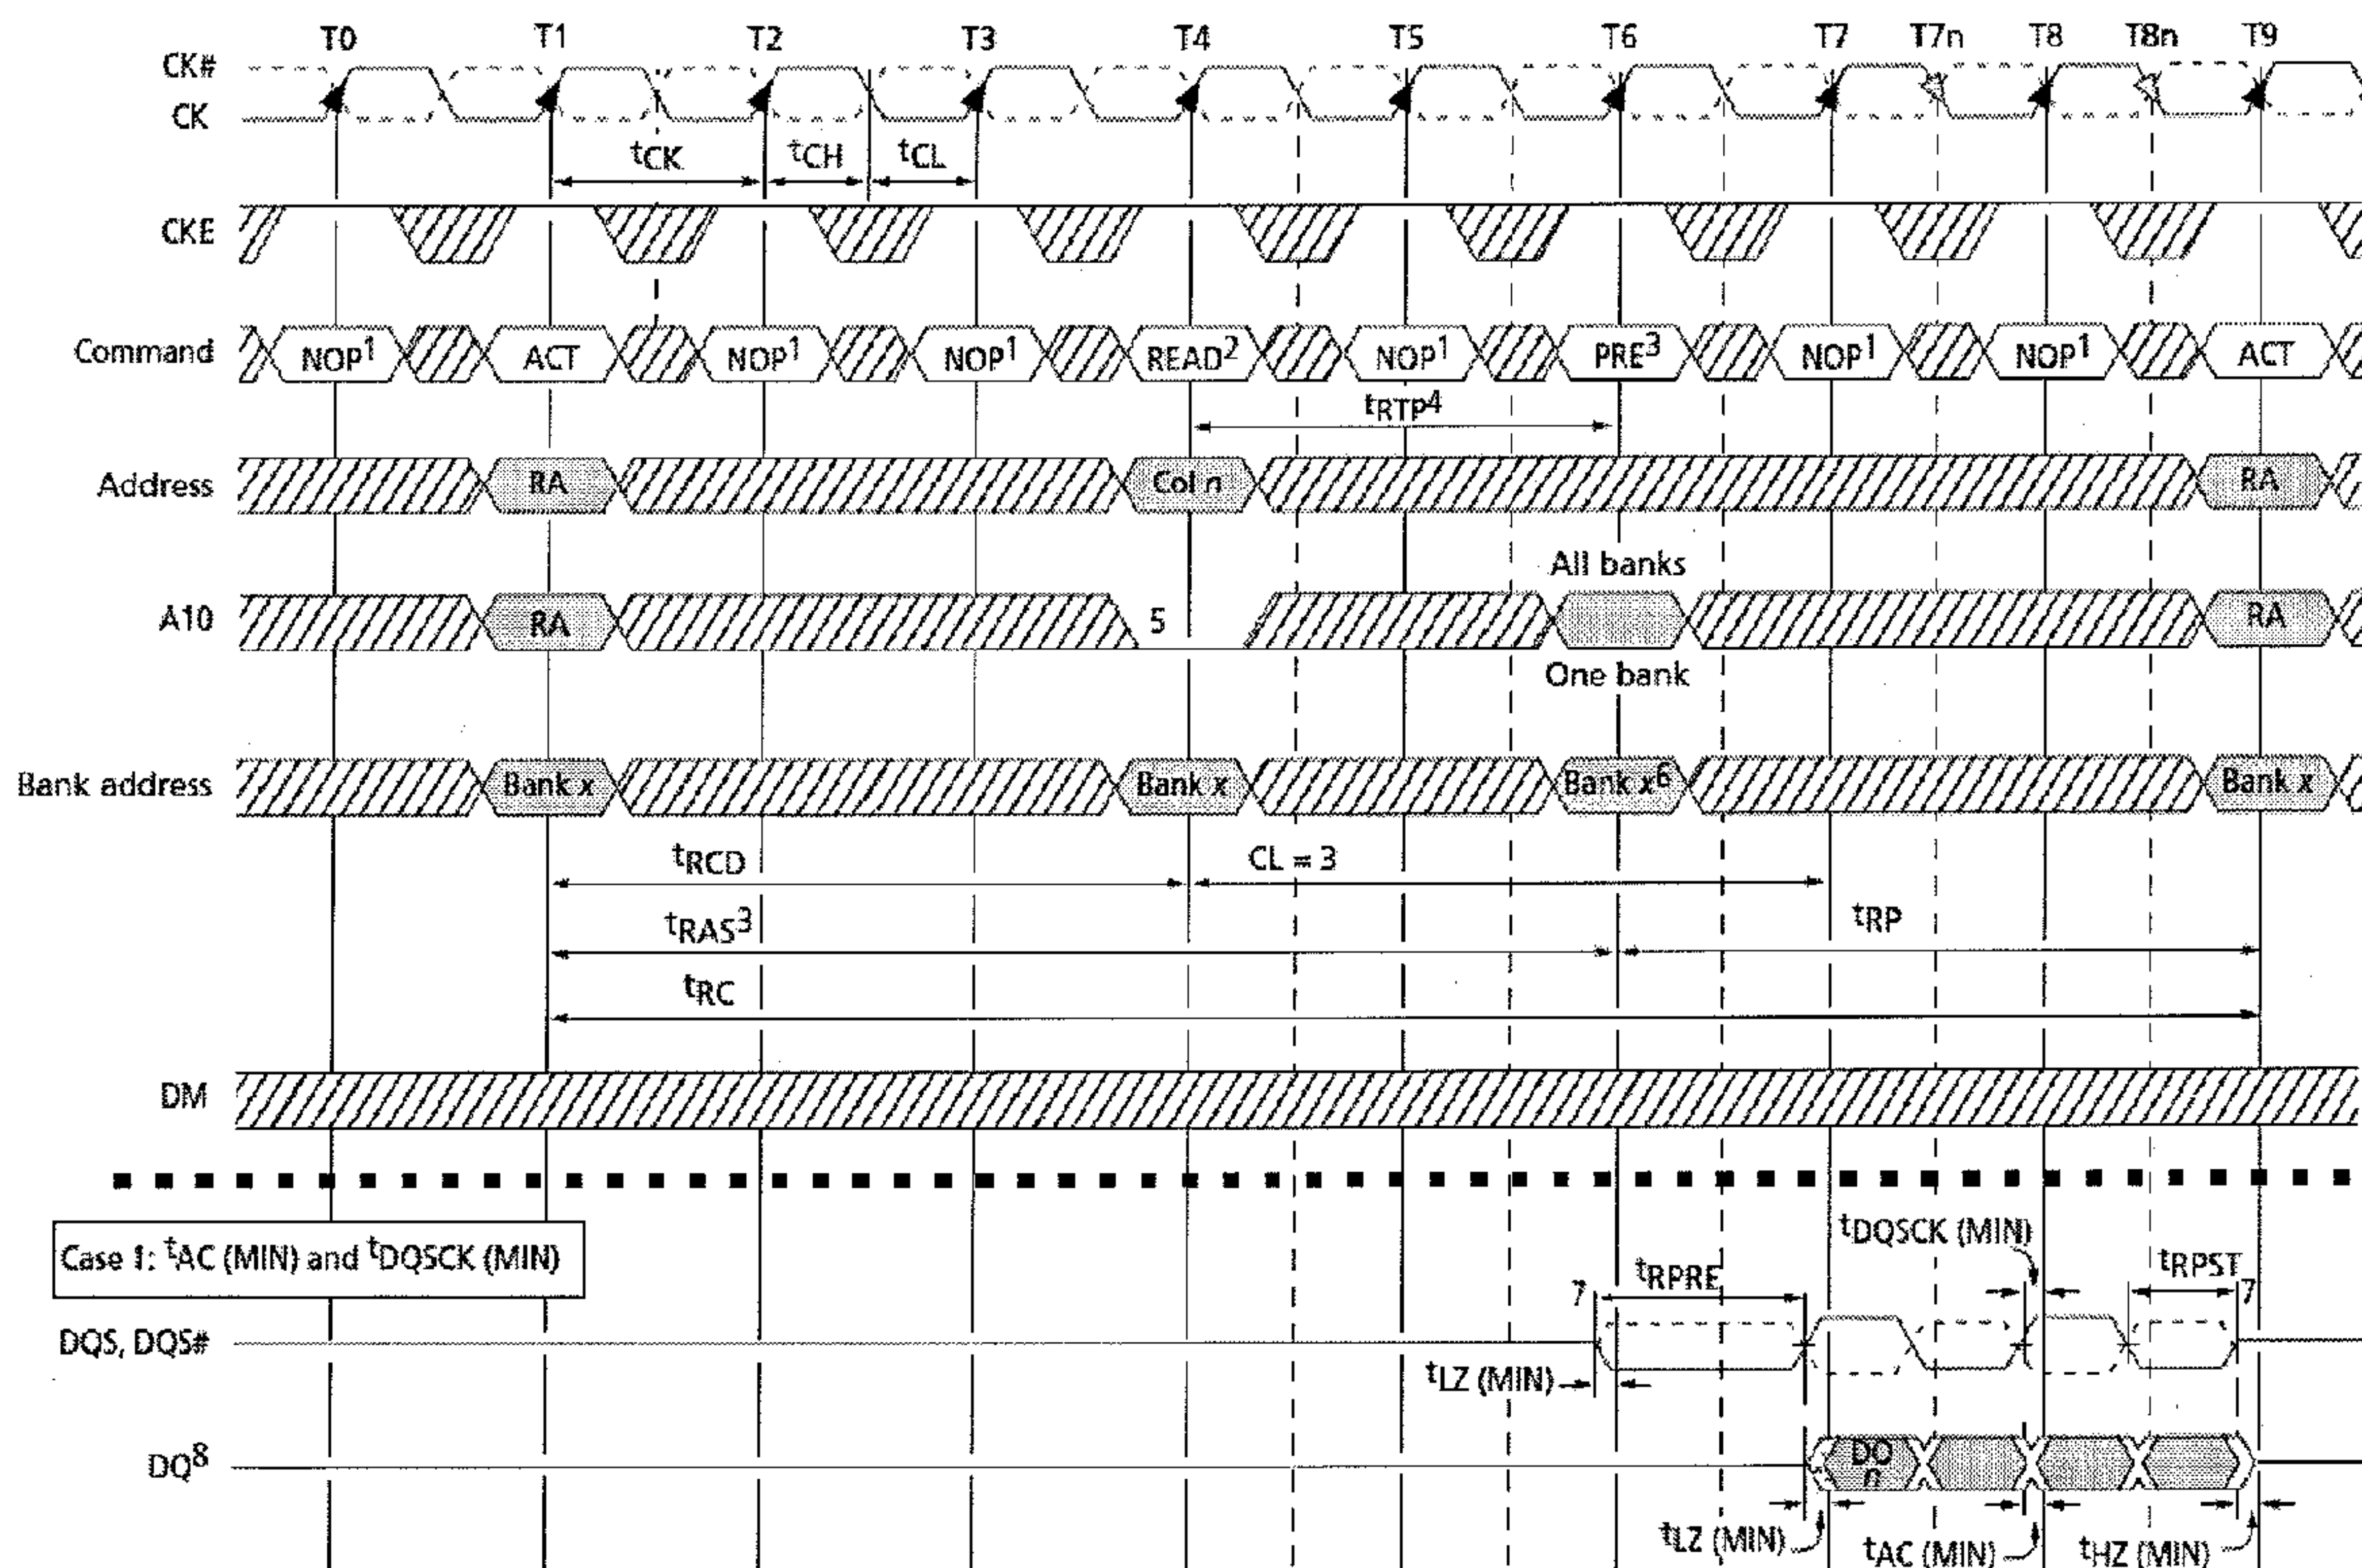 T0 T1 T2 T3 T4 T5 T6 T7 T7n T8 T8n T9
CK#
CK
tCK tCH tCL
CKE
Command NOP1 ACT NOP1 NOP1 READ2 NOP1 PRE3 NOP1 NOP1 ACT
tRTP4
Address RA Col n RA
All banks
A10 RA 5 RA
One bank
Bank address Bank x Bank x Bank x6 Bank x
tRCD CL = 3
tRAS3 tRP
tRC
DM
Case 1: tAC (MIN) and tDQSCK (MIN)
tDQSCK (MIN)
7 tRPRE tRPST 7
DQS, DQS#
tLZ (MIN)
DQ8 DO
n
tLZ (MIN) tAC (MIN) tHZ (MIN)